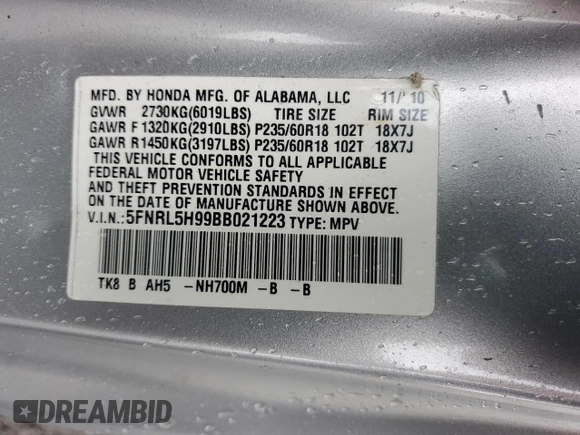 MFD. BY HONDA MFG. OF ALABAMA, LLC 11/'10
GVWR 2730KG(6019LBS) TIRE SIZE RIM SIZE
GAWR F 1320KG(2910LBS) P235/60R18 102T 18X7J
GAWR R1450KG(3197LBS) P235/60R18 102T 18X7J
THIS VEHICLE CONFORMS TO ALL APPLICABLE
FEDERAL MOTOR VEHICLE SAFETY
AND THEFT PREVENTION STANDARDS IN EFFECT
ON THE DATE OF MANUFACTURE SHOWN ABOVE.
V.I.N.: 5FNRL5H99BB021223 TYPE: MPV
TK8 B AH5 -NH700M -B -B
DREAMBID